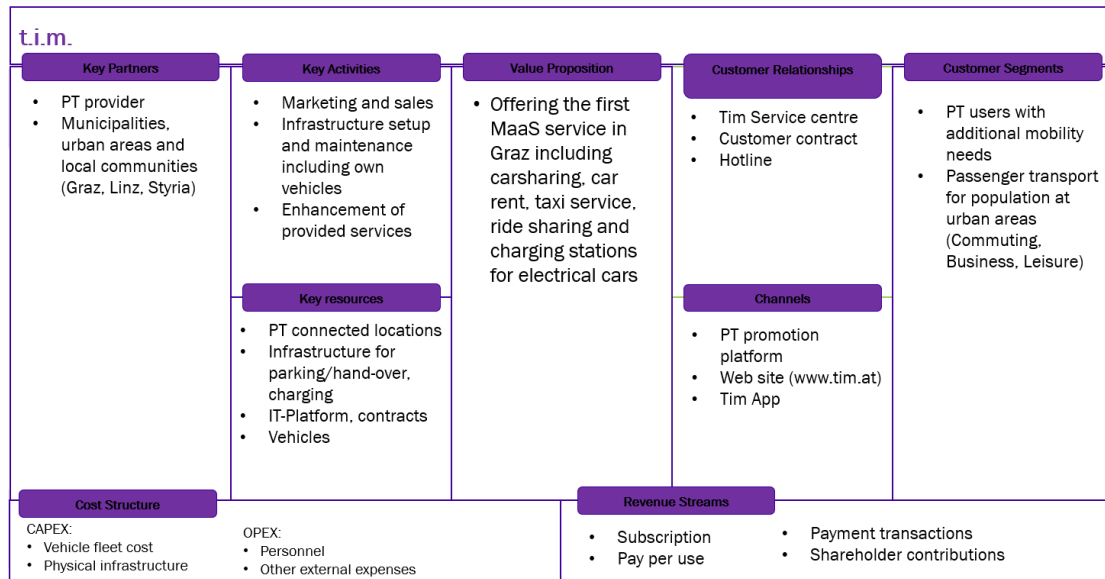 t.i.m.
Key Partners
• PT provider
• Municipalities,
urban areas and
local communities
(Graz, Linz, Styria)
Key Activities
• Marketing and sales
• Infrastructure setup
and maintenance
including own
vehicles
• Enhancement of
provided services
Key resources
• PT connected locations
• Infrastructure for
parking/hand-over,
charging
• IT-Platform, contracts
• Vehicles
Value Proposition
• Offering the first
MaaS service in
Graz including
carsharing, car
rent, taxi service,
ride sharing and
charging stations
for electrical cars
Customer Relationships
• Tim Service centre
• Customer contract
• Hotline
Channels
• PT promotion
platform
• Web site (www.tim.at)
• Tim App
Customer Segments
• PT users with
additional mobility
needs
• Passenger transport
for population at
urban areas
(Commuting,
Business, Leisure)
Cost Structure
CAPEX:
• Vehicle fleet cost
• Physical infrastructure
OPEX:
• Personnel
• Other external expenses
Revenue Streams
• Subscription
• Pay per use
• Payment transactions
• Shareholder contributions